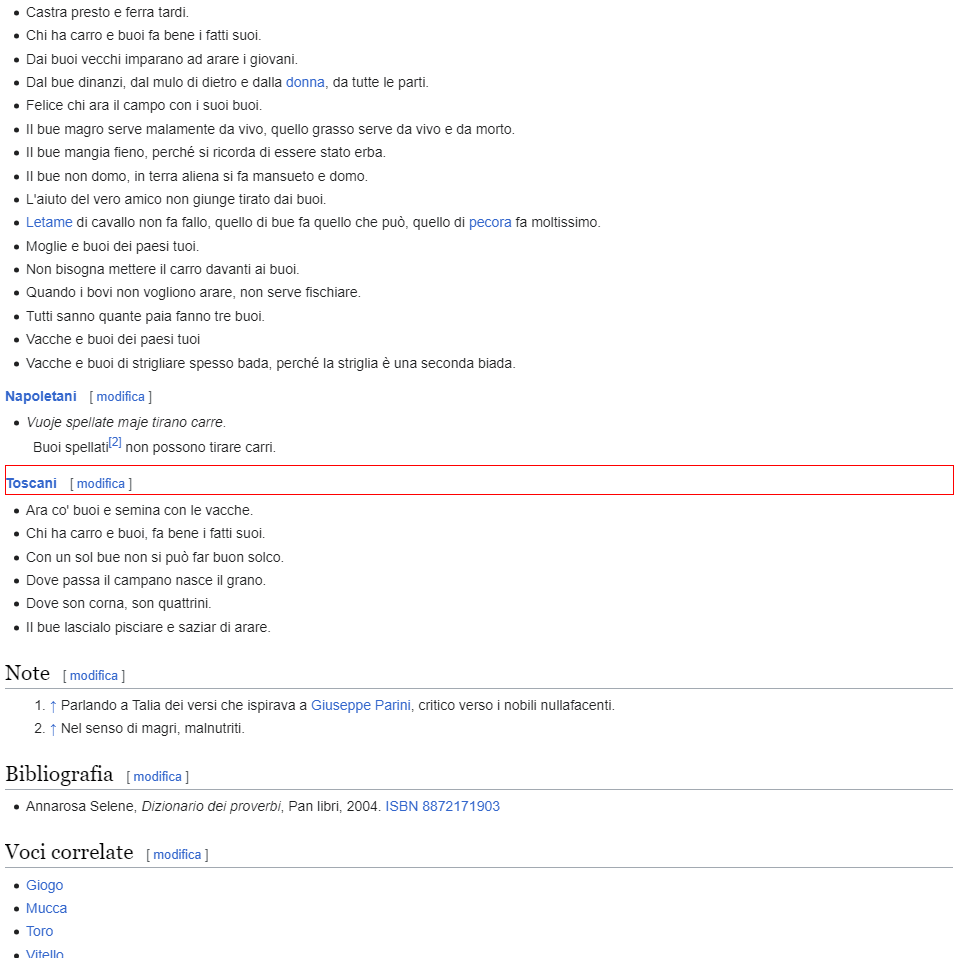 Castra presto e ferra tardi.
Chi ha carro e buoi fa bene i fatti suoi.
Dai buoi vecchi imparano ad arare i giovani.
Dal bue dinanzi, dal mulo di dietro e dalla donna, da tutte le parti.
Felice chi ara il campo con i suoi buoi.
Il bue magro serve malamente da vivo, quello grasso serve da vivo e da morto.
Il bue mangia fieno, perché si ricorda di essere stato erba.
Il bue non domo, in terra aliena si fa mansueto e domo.
L'aiuto del vero amico non giunge tirato dai buoi.
Letame di cavallo non fa fallo, quello di bue fa quello che può, quello di pecora fa moltissimo.
Moglie e buoi dei paesi tuoi.
Non bisogna mettere il carro davanti ai buoi.
Quando i bovi non vogliono arare, non serve fischiare.
Tutti sanno quante paia fanno tre buoi.
Vacche e buoi dei paesi tuoi
Vacche e buoi di strigliare spesso bada, perché la striglia è una seconda biada.
Napoletani [ modifica ]
Vuoje spellate maje tirano carre.
Buoi spellati[2] non possono tirare carri.
Toscani [ modifica ]
Ara co' buoi e semina con le vacche.
Chi ha carro e buoi, fa bene i fatti suoi.
Con un sol bue non si può far buon solco.
Dove passa il campano nasce il grano.
Dove son corna, son quattrini.
Il bue lascialo pisciare e saziar di arare.
Note [ modifica ]
1. ↑ Parlando a Talia dei versi che ispirava a Giuseppe Parini, critico verso i nobili nullafacenti.
2. ↑ Nel senso di magri, malnutriti.
Bibliografia [ modifica ]
Annarosa Selene, Dizionario dei proverbi, Pan libri, 2004. ISBN 8872171903
Voci correlate [ modifica ]
Giogo
Mucca
Toro
Vitello